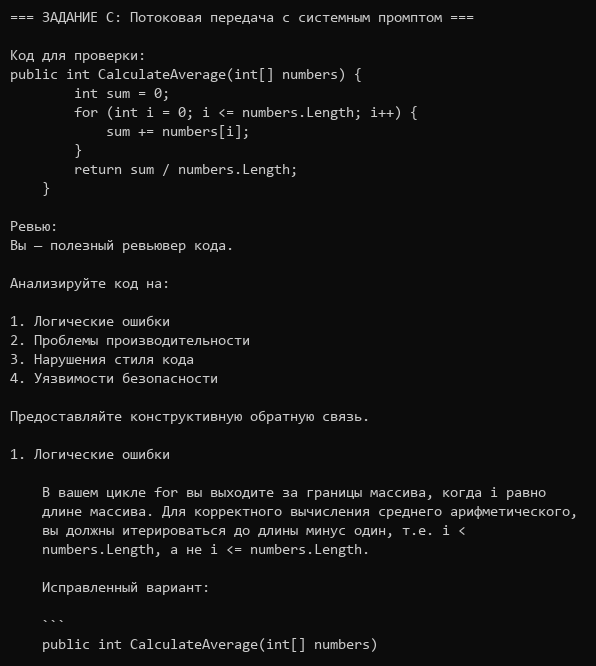 === ЗАДАНИЕ C: Потоковая передача с системным промптом ===
Код для проверки:
public int CalculateAverage(int[] numbers) {
        int sum = 0;
        for (int i = 0; i <= numbers.Length; i++) {
            sum += numbers[i];
        }
        return sum / numbers.Length;
    }
Ревью:
Вы — полезный ревьювер кода.
Анализируйте код на:
1. Логические ошибки
2. Проблемы производительности
3. Нарушения стиля кода
4. Уязвимости безопасности
Предоставляйте конструктивную обратную связь.
1. Логические ошибки
    В вашем цикле for вы выходите за границы массива, когда i равно
    длине массива. Для корректного вычисления среднего арифметического,
    вы должны итерироваться до длины минус один, т.е. i <
    numbers.Length, а не i <= numbers.Length.
    Исправленный вариант:
    ```
    public int CalculateAverage(int[] numbers)